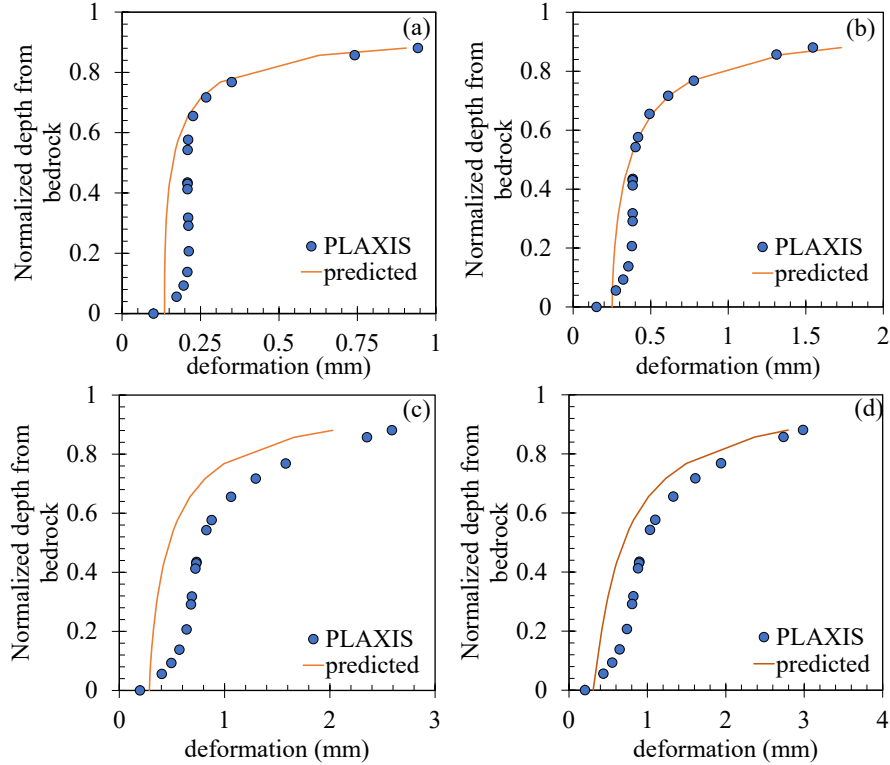 (a)
Normalized depth from
bedrock
1
0.8
0.6
0.4
0.2
0
PLAXIS
predicted
0 0.25 0.5 0.75 1
deformation (mm)
(b)
Normalized depth from
bedrock
1
0.8
0.6
0.4
0.2
0
PLAXIS
predicted
0 0.5 1 1.5 2
deformation (mm)
(c)
Normalized depth from
bedrock
1
0.8
0.6
0.4
0.2
0
PLAXIS
predicted
0 1 2 3
deformation (mm)
(d)
Normalized depth from
bedrock
1
0.8
0.6
0.4
0.2
0
PLAXIS
predicted
0 1 2 3 4
deformation (mm)